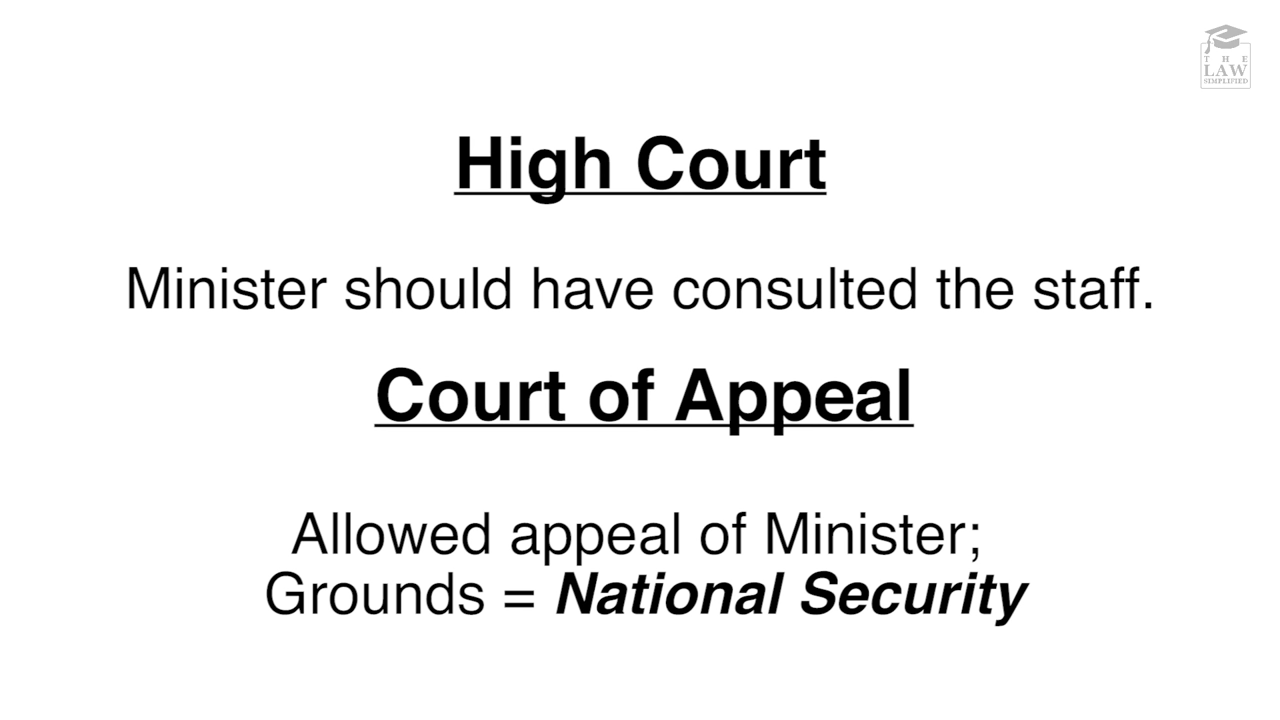 THE
LAW
SIMPLIFIED
High Court
Minister should have consulted the staff.
Court of Appeal
Allowed appeal of Minister;
Grounds = National Security